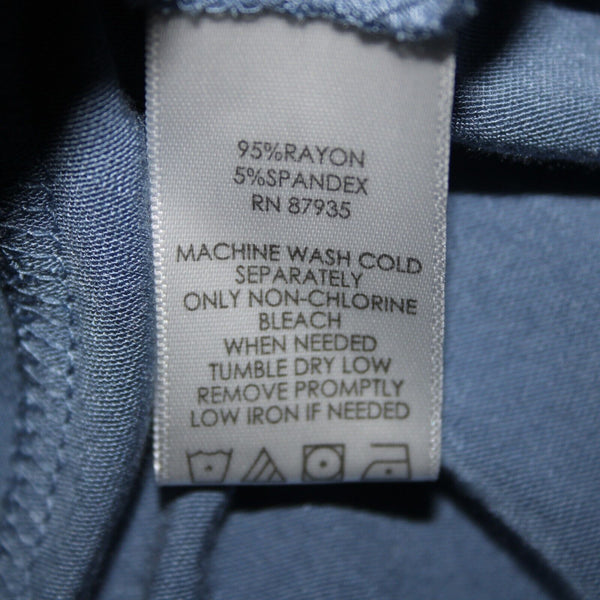 95%RAYON
5%SPANDEX
RN 87935
MACHINE WASH COLD
SEPARATELY
ONLY NON-CHLORINE
BLEACH
WHEN NEEDED
TUMBLE DRY LOW
REMOVE PROMPTLY
LOW IRON IF NEEDED